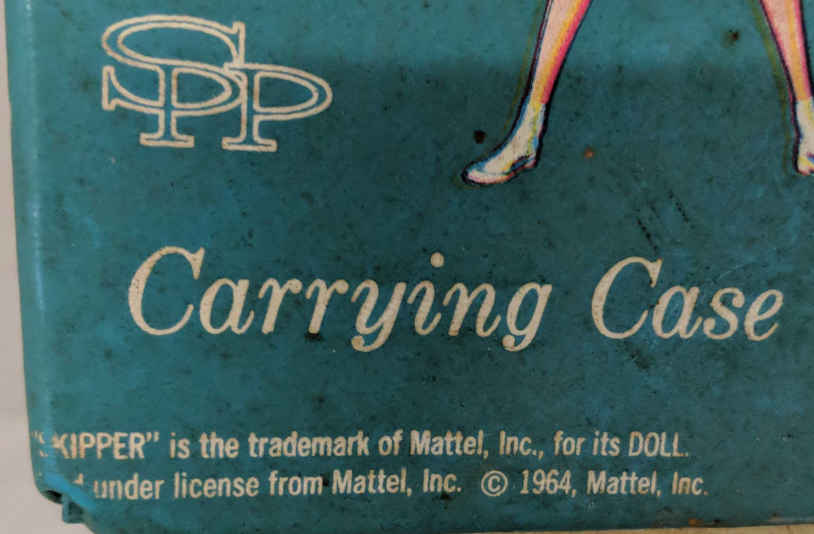 SPP
Carrying Case
"SKIPPER" is the trademark of Mattel, Inc., for its DOLL.
under license from Mattel, Inc. © 1964, Mattel, Inc.